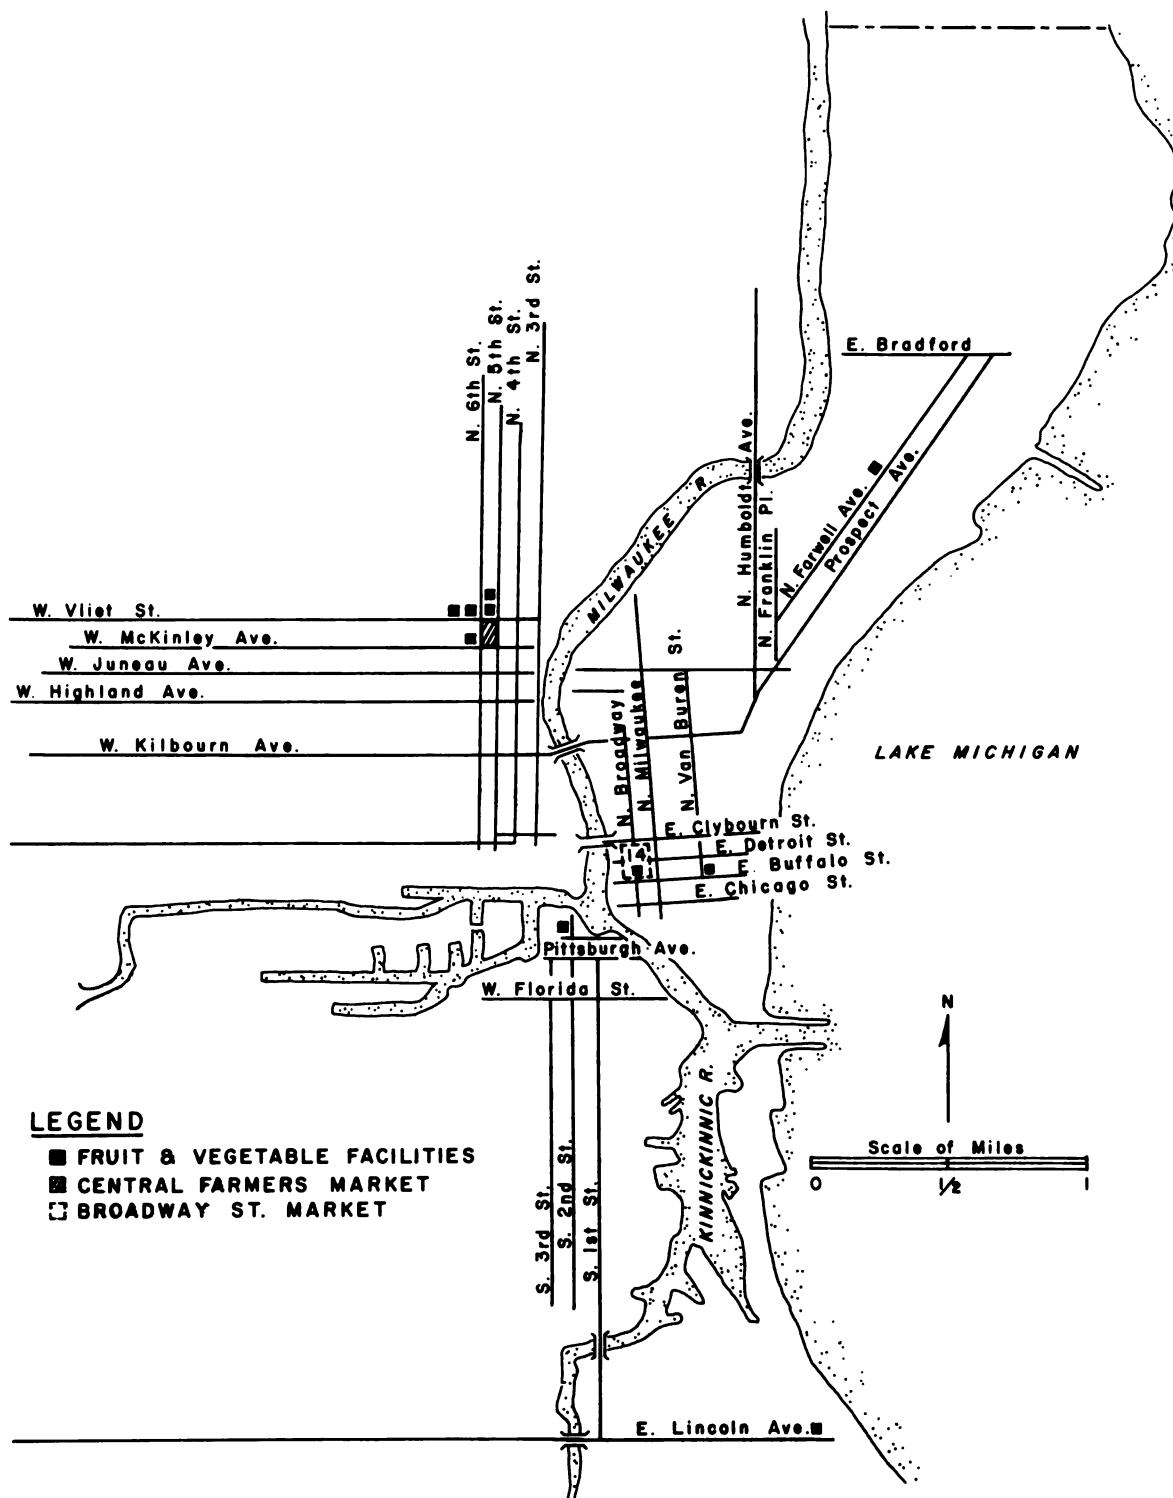 N. 6th St.
N. 5th St.
N. 4th St.
N. 3rd St.
E. Bradford
N. Humboldt Ave.
N. Franklin Pl.
N. Farwell Ave.
Prospect Ave.
MILWAUKEE R.
W. Vliet St.
W. McKinley Ave.
W. Juneau Ave.
W. Highland Ave.
W. Kilbourn Ave.
N. Broadway
N. Milwaukee
N. Van Buren St.
LAKE MICHIGAN
E. Clybourn St.
E. Detroit St.
14
E. Buffalo St.
E. Chicago St.
Pittsburgh Ave.
W. Florida St.
N
KINNICKINNIC R.
LEGEND
FRUIT & VEGETABLE FACILITIES
CENTRAL FARMERS MARKET
BROADWAY ST. MARKET
S. 3rd St.
S. 2nd St.
S. 1st St.
Scale of Miles
0 1/2 1
E. Lincoln Ave.